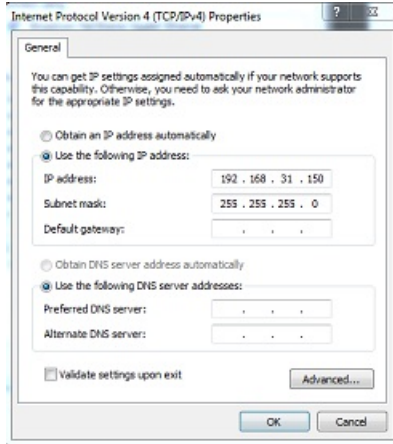 Internet Protocol Version 4 (TCP/IPv4) Properties
General
You can get IP settings assigned automatically if your network supports
this capability. Otherwise, you need to ask your network administrator
for the appropriate IP settings.
Obtain an IP address automatically
Use the following IP address:
IP address: 192 . 168 . 31 . 150
Subnet mask: 255 . 255 . 255 . 0
Default gateway: . . .
Obtain DNS server address automatically
Use the following DNS server addresses:
Preferred DNS server: . . .
Alternate DNS server: . . .
Validate settings upon exit
Advanced...
OK Cancel